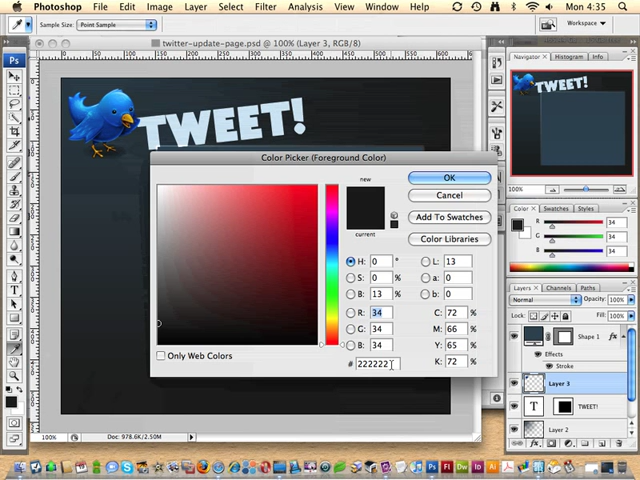 Photoshop File Edit Image Layer Select Filter Analysis View Window Help Mon 4:35
Sample Size: Point Sample Workspace
twitter-update-page.psd @ 100% (Layer 3, RGB/8)
Navigator Histogram Info
Ps
TWEET!
TWEET!
100%
Color Picker (Foreground Color)
new
current
OK
Cancel
Add To Swatches
Color Libraries
H: 0 °
S: 0 %
B: 13 %
R: 34
G: 34
B: 34
L: 13
a: 0
b: 0
C: 72 %
M: 66 %
Y: 65 %
K: 72 %
Only Web Colors
# 222222
Color Swatches Styles
R 34
G 34
B 34
Layers Channels Paths
Normal Opacity: 100%
Lock: Fill: 100%
Shape 1
Effects
Stroke
Layer 3
T TWEET!
Layer 2
100% Doc: 978.6K/2.50M